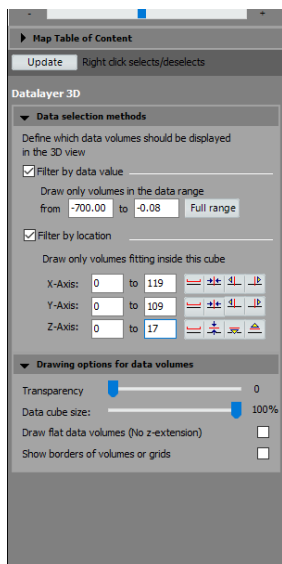 - +
Map Table of Content
Update Right click selects/deselects
Datalayer 3D
Data selection methods
Define which data volumes should be displayed
in the 3D view
Filter by data value
Draw only volumes in the data range
from -700.00 to -0.08 Full range
Filter by location
Draw only volumes fitting inside this cube
X-Axis: 0 to 119
Y-Axis: 0 to 109
Z-Axis: 0 to 17
Drawing options for data volumes
Transparency 0
Data cube size: 100%
Draw flat data volumes (No z-extension)
Show borders of volumes or grids